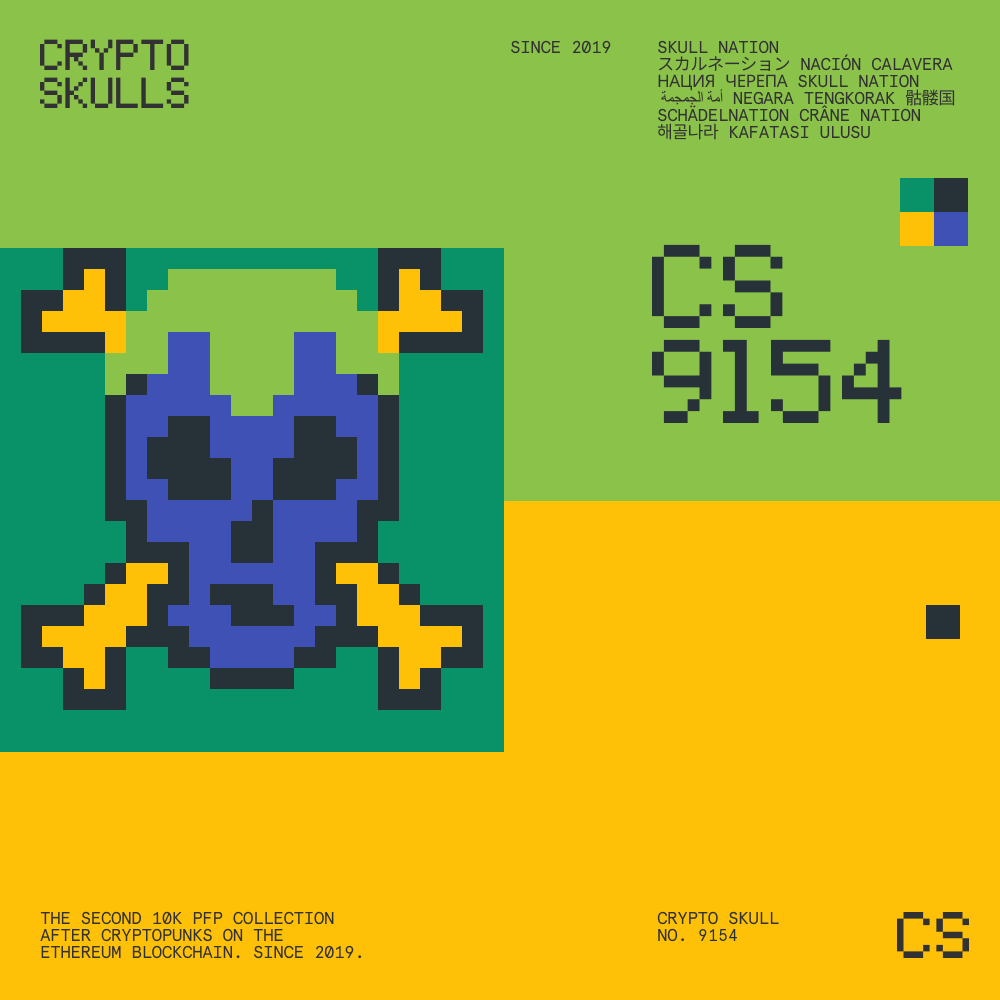 CRYPTO
SKULLS
SINCE 2019
SKULL NATION
スカルネーション NACIÓN CALAVERA
НАЦИЯ ЧЕРЕПА SKULL NATION
أمة الجمجمة NEGARA TENGKORAK 骷髅国
SCHÄDELNATION CRÂNE NATION
해골나라 KAFATASI ULUSU
CS
9154
THE SECOND 10K PFP COLLECTION
AFTER CRYPTOPUNKS ON THE
ETHEREUM BLOCKCHAIN. SINCE 2019.
CRYPTO SKULL
NO. 9154
CS